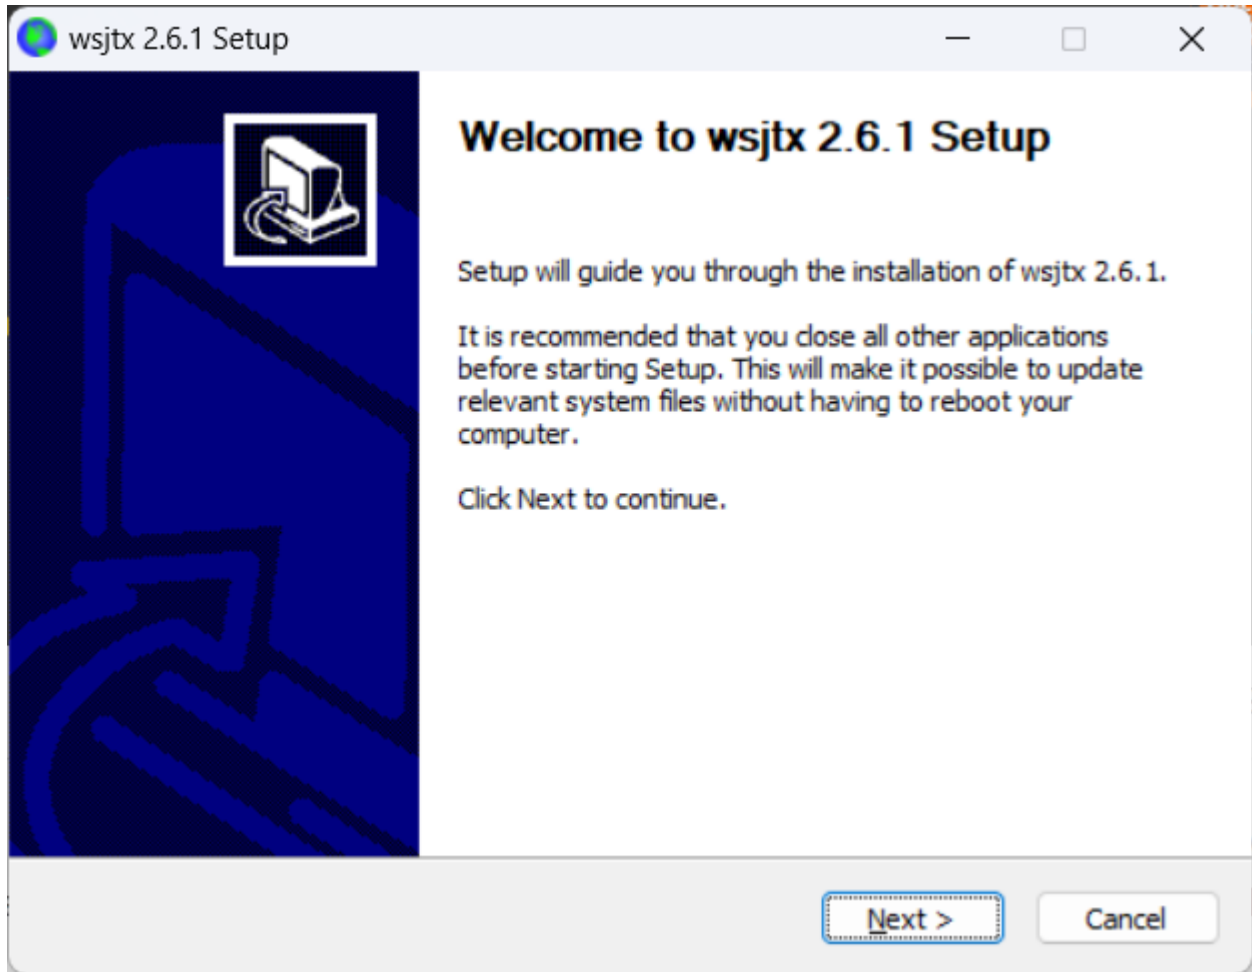 wsjtx 2.6.1 Setup
Welcome to wsjtx 2.6.1 Setup
Setup will guide you through the installation of wsjtx 2.6.1.
It is recommended that you close all other applications
before starting Setup. This will make it possible to update
relevant system files without having to reboot your
computer.
Click Next to continue.
Next >
Cancel